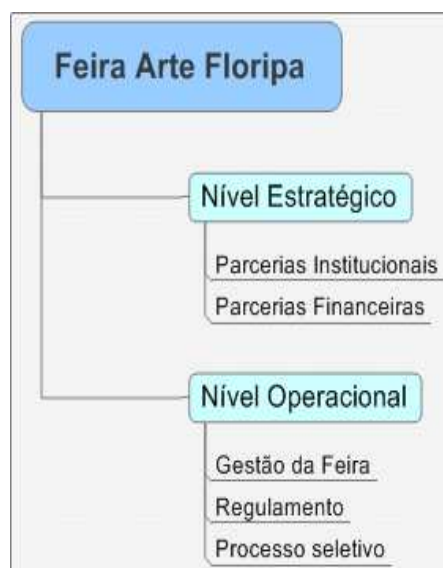 Feira Arte Floripa
Nível Estratégico
Parcerias Institucionais
Parcerias Financeiras
Nível Operacional
Gestão da Feira
Regulamento
Processo seletivo